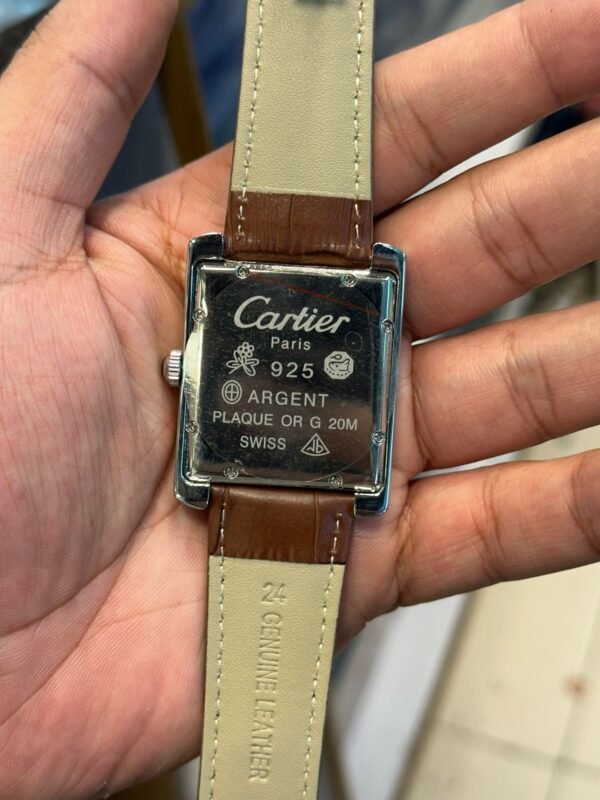 Cartier
Paris
925
ARGENT
PLAQUE OR G 20M
SWISS
24 GENUINE LEATHER